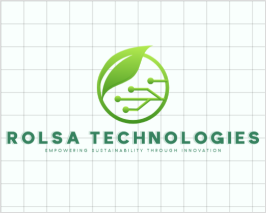 ROLSA TECHNOLOGIES
EMPOWERING SUSTAINABILITY THROUGH INNOVATION